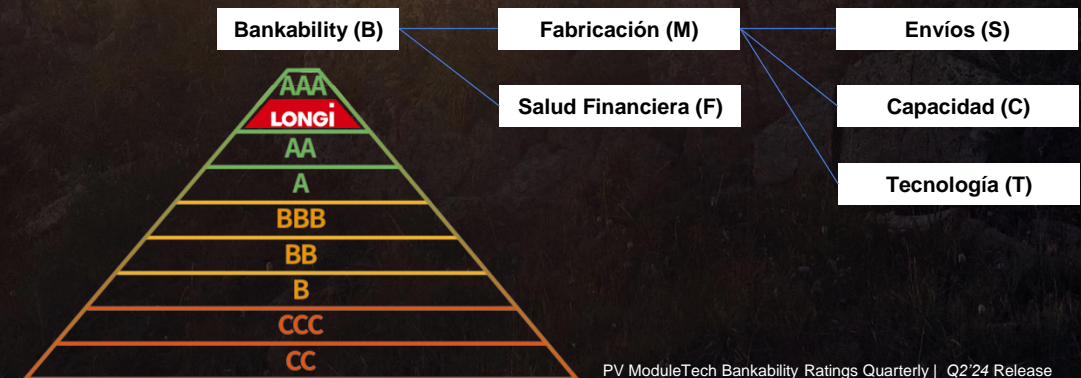 Bankability (B)
Fabricación (M)
Envíos (S)
Salud Financiera (F)
Capacidad (C)
Tecnología (T)
AAA
LONGi
AA
A
BBB
BB
B
CCC
CC
PV ModuleTech Bankability Ratings Quarterly | Q2’24 Release